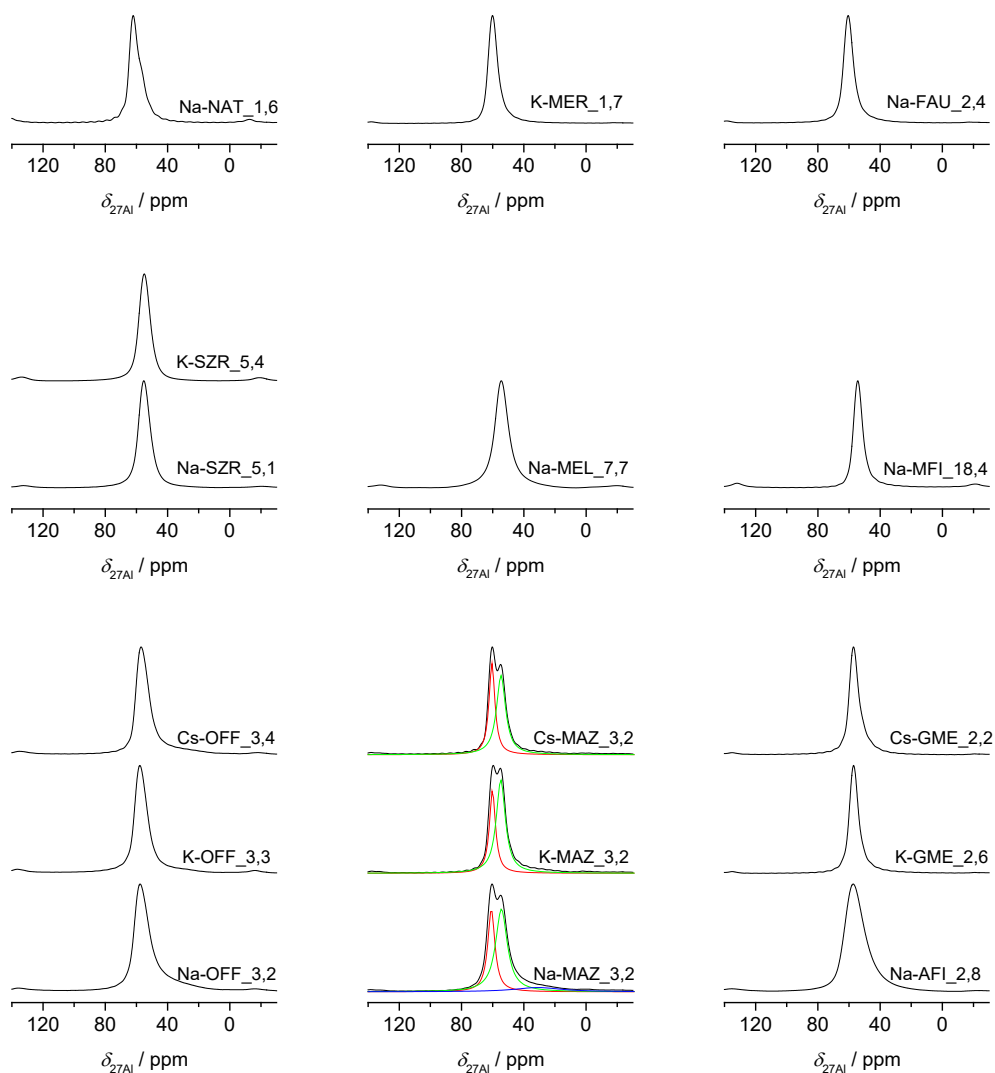 Na-NAT_1,6
120 80 40 0
δ27Al / ppm
K-MER_1,7
120 80 40 0
δ27Al / ppm
Na-FAU_2,4
120 80 40 0
δ27Al / ppm
K-SZR_5,4
Na-SZR_5,1
120 80 40 0
δ27Al / ppm
Na-MEL_7,7
120 80 40 0
δ27Al / ppm
Na-MFI_18,4
120 80 40 0
δ27Al / ppm
Cs-OFF_3,4
K-OFF_3,3
Na-OFF_3,2
120 80 40 0
δ27Al / ppm
Cs-MAZ_3,2
K-MAZ_3,2
Na-MAZ_3,2
120 80 40 0
δ27Al / ppm
Cs-GME_2,2
K-GME_2,6
Na-AFI_2,8
120 80 40 0
δ27Al / ppm